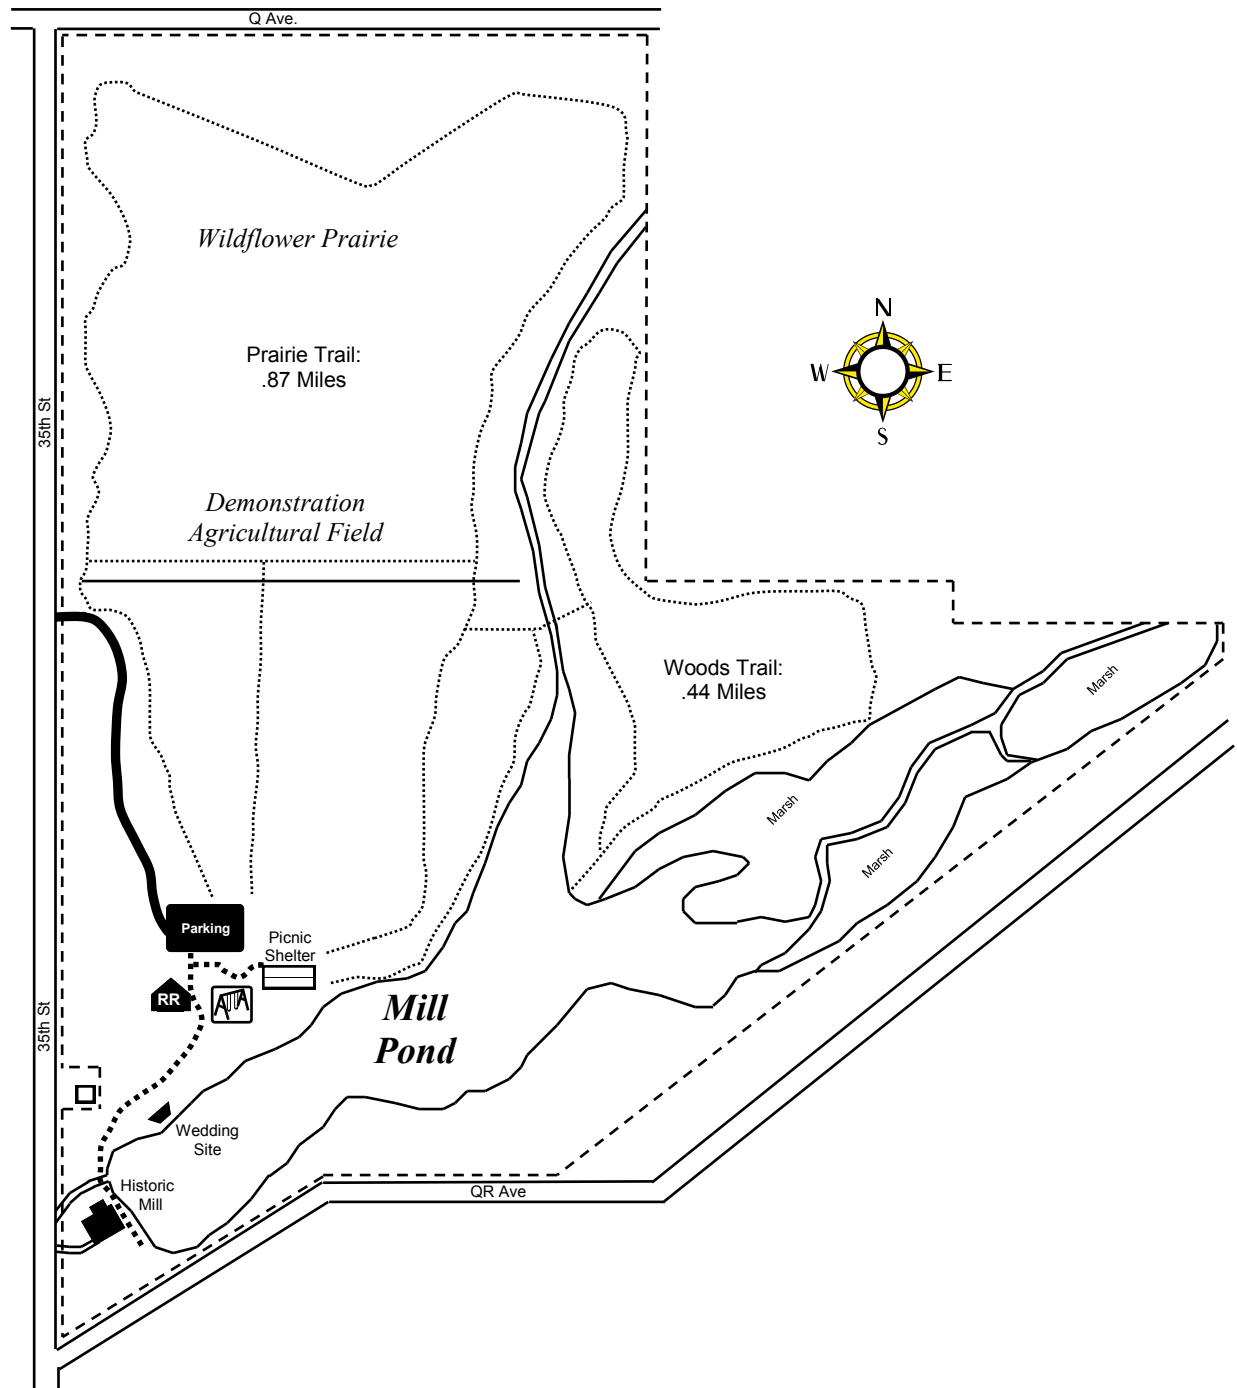 Q Ave.
Wildflower Prairie
N
W
E
S
Prairie Trail:
.87 Miles
35th St
Demonstration
Agricultural Field
Woods Trail:
.44 Miles
Marsh
Marsh
Marsh
Parking
Picnic
Shelter
RR
Mill
Pond
35th St
Wedding
Site
Historic
Mill
QR Ave